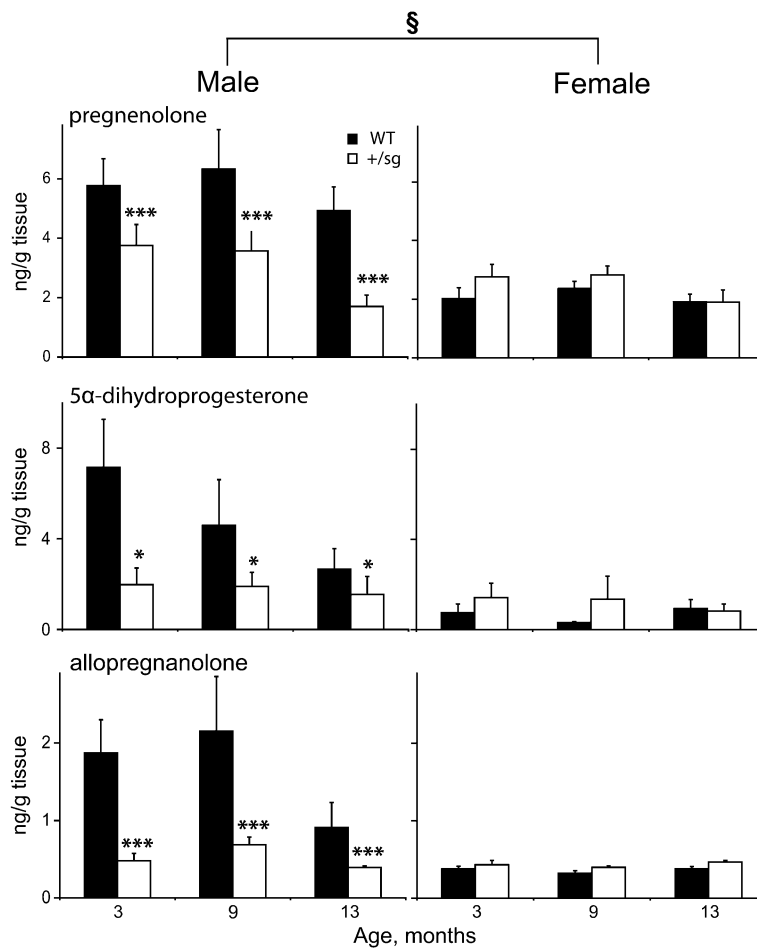 §
Male Female
pregnenolone
WT
+/sg
ng/g tissue
6
4
2
0
***
***
***
5α-dihydroprogesterone
ng/g tissue
8
4
0
*
*
*
allopregnanolone
ng/g tissue
2
1
0
***
***
***
3 9 13 3 9 13
Age, months